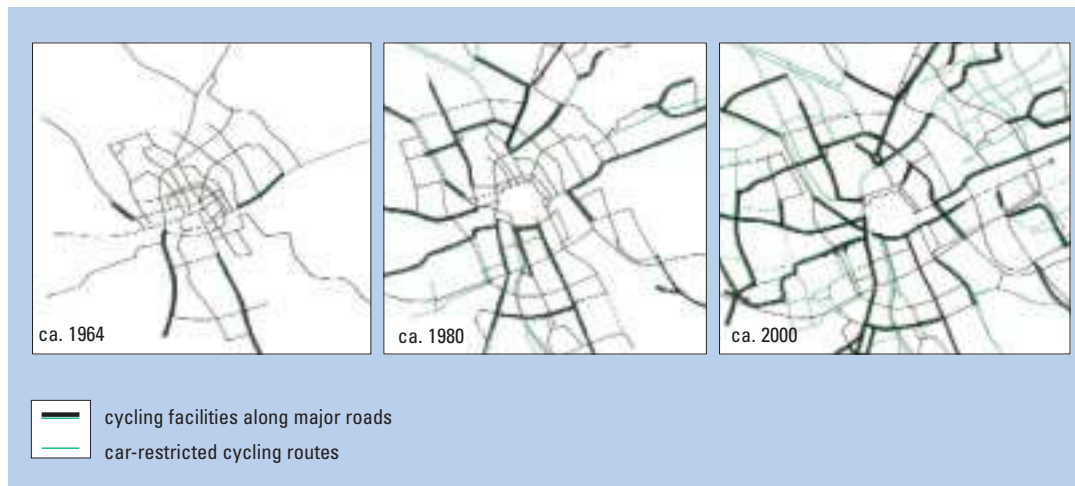 ca. 1964
ca. 1980
ca. 2000
cycling facilities along major roads
car-restricted cycling routes